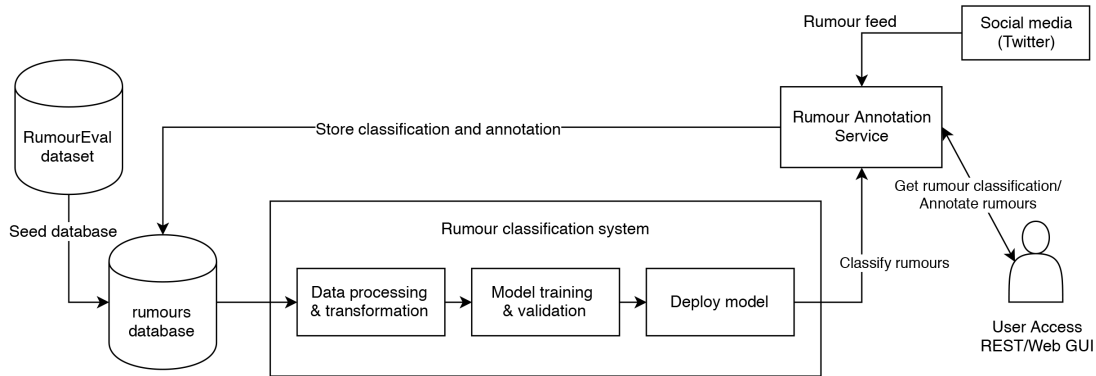 Rumour feed
Social media
(Twitter)
RumourEval
dataset
Store classification and annotation
Rumour Annotation
Service
Get rumour classification/
Annotate rumours
Seed database
Rumour classification system
Classify rumours
rumours
database
Data processing
& transformation
Model training
& validation
Deploy model
User Access
REST/Web GUI